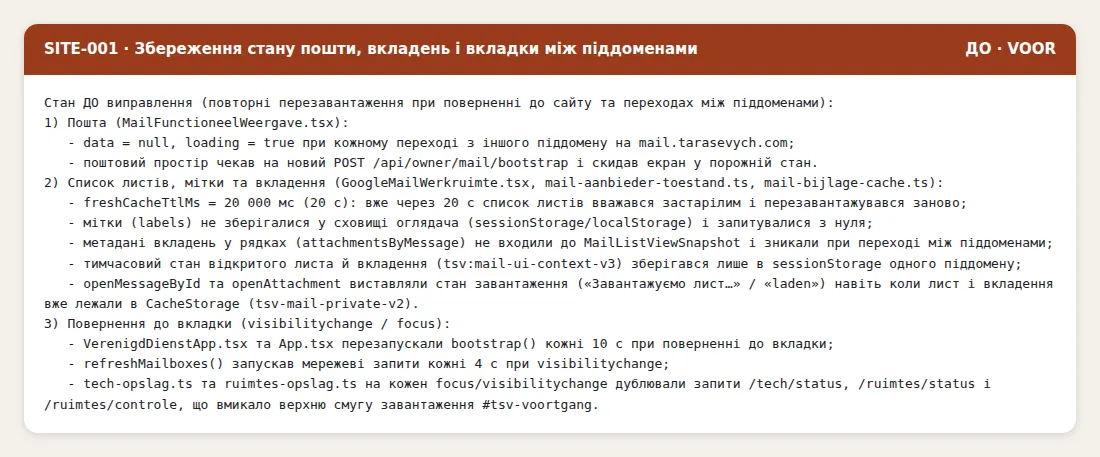 SITE-001 · Збереження стану пошти, вкладень і вкладки між піддоменами
ДО · VOOR
Стан ДО виправлення (повторні перезавантаження при поверненні до сайту та переходах між піддоменами):
1) Пошта (MailFunctioneelWeergave.tsx):
- data = null, loading = true при кожному переході з іншого піддомену на mail.tarasevych.com;
- поштовий простір чекав на новий POST /api/owner/mail/bootstrap і скидав екран у порожній стан.
2) Список листів, мітки та вкладення (GoogleMailWerkruimte.tsx, mail-aanbieder-toestand.ts, mail-bijlage-cache.ts):
- freshCacheTtlMs = 20 000 мс (20 с): вже через 20 с список листів вважався застарілим і перезавантажувався заново;
- мітки (labels) не зберігалися у сховищі оглядача (sessionStorage/localStorage) і запитувалися з нуля;
- метадані вкладень у рядках (attachmentsByMessage) не входили до MailListViewSnapshot і зникали при переході між піддоменами;
- тимчасовий стан відкритого листа й вкладення (tsv:mail-ui-context-v3) зберігався лише в sessionStorage одного піддомену;
- openMessageById та openAttachment виставляли стан завантаження («Завантажуємо лист…» / «laden») навіть коли лист і вкладення
вже лежали в CacheStorage (tsv-mail-private-v2).
3) Повернення до вкладки (visibilitychange / focus):
- VerenigdDienstApp.tsx та App.tsx перезапускали bootstrap() кожні 10 с при поверненні до вкладки;
- refreshMailboxes() запускав мережеві запити кожні 4 с при visibilitychange;
- tech-opslag.ts та ruimtes-opslag.ts на кожен focus/visibilitychange дублювали запити /tech/status, /ruimtes/status і
/ruimtes/controle, що вмикало верхню смугу завантаження #tsv-voortgang.